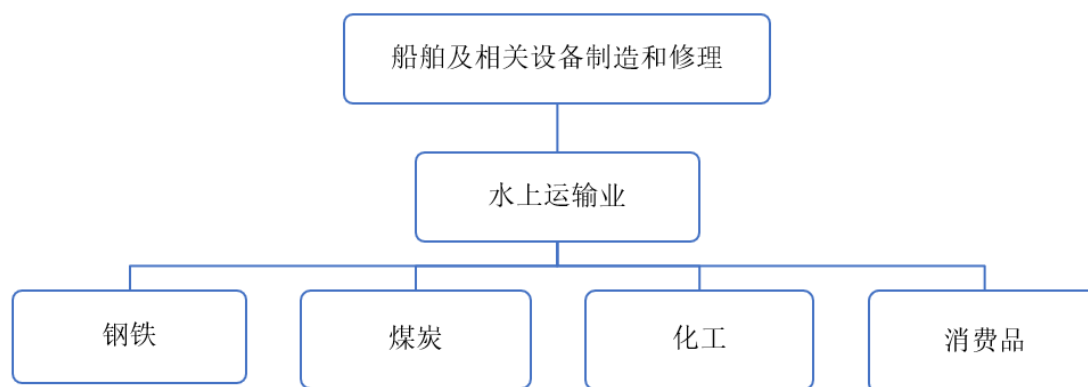 船舶及相关设备制造和修理
水上运输业
钢铁
煤炭
化工
消费品